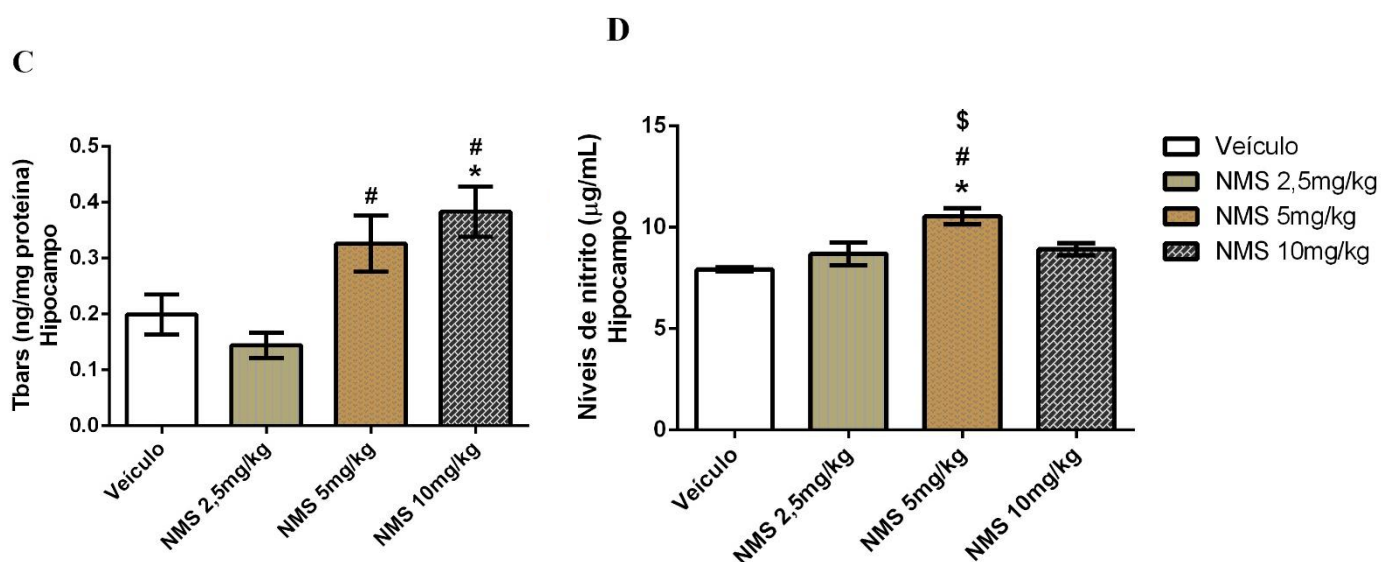 C
Tbars (ng/mg proteína)
Hipocampo
0.5
0.4
0.3
0.2
0.1
0.0
#
#
*
Veículo
NMS 2,5mg/kg
NMS 5mg/kg
NMS 10mg/kg
D
Níveis de nitrito (µg/mL)
Hipocampo
15
10
5
0
$
#
*
Veículo
NMS 2,5mg/kg
NMS 5mg/kg
NMS 10mg/kg
Veículo
NMS 2,5mg/kg
NMS 5mg/kg
NMS 10mg/kg